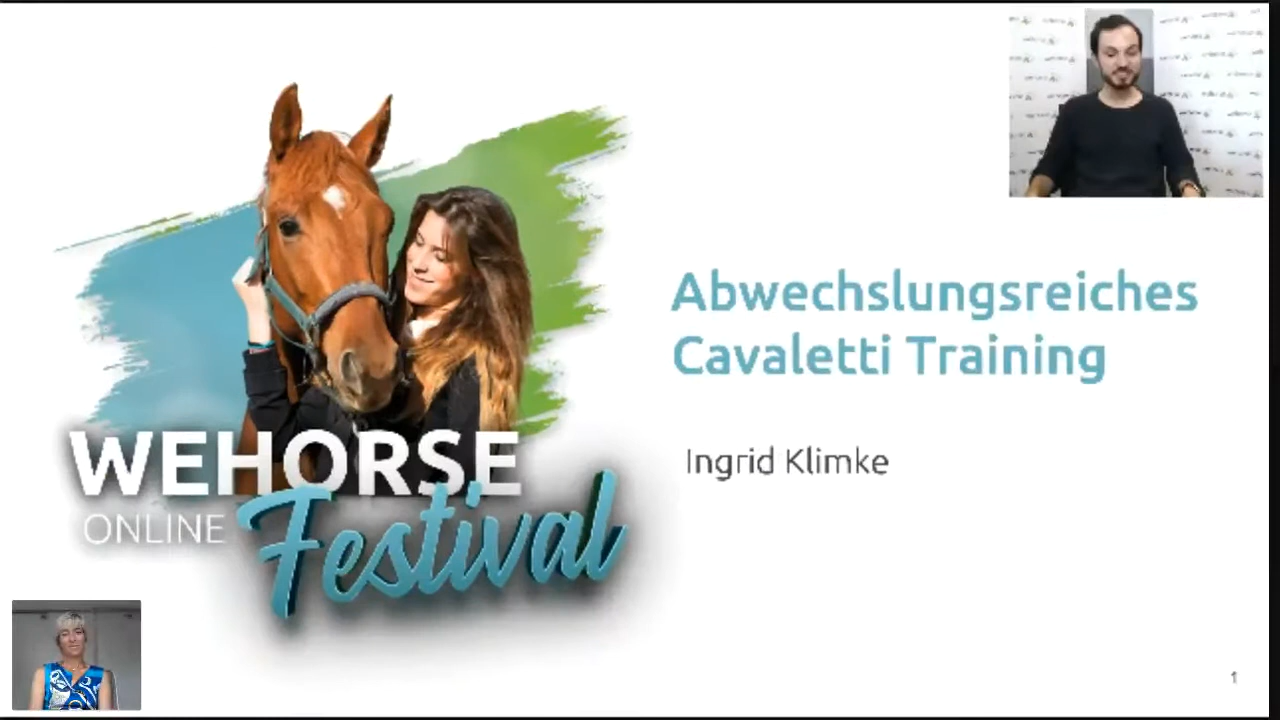 WEHORSE
ONLINE Festival
Abwechslungsreiches
Cavaletti Training
Ingrid Klimke
1